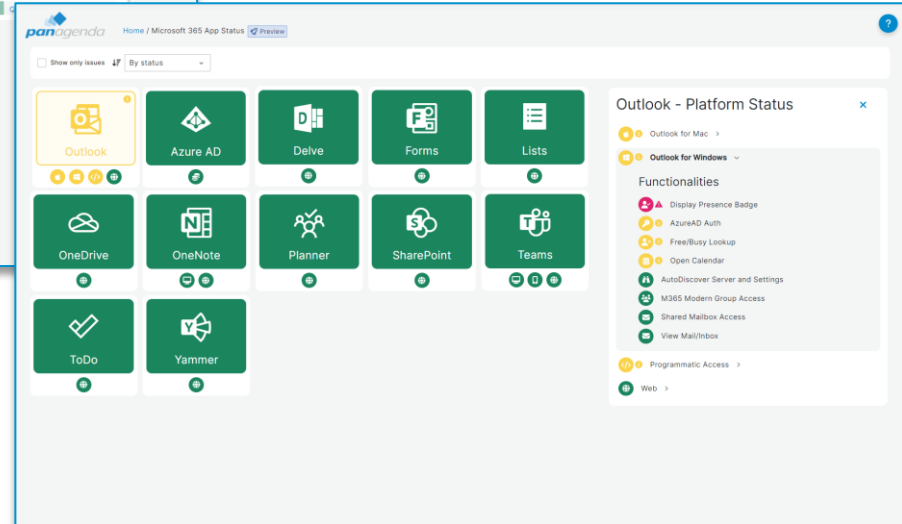 panagenda
Home / Microsoft 365 App Status Preview
?
Show only issues By status
Outlook
Azure AD
Delve
Forms
Lists
OneDrive
OneNote
Planner
SharePoint
Teams
ToDo
Yammer
Outlook - Platform Status ×
Outlook for Mac >
Outlook for Windows
Functionalities
Display Presence Badge
AzureAD Auth
Free/Busy Lookup
Open Calendar
AutoDiscover Server and Settings
M365 Modern Group Access
Shared Mailbox Access
View Mail/Inbox
Programmatic Access >
Web >